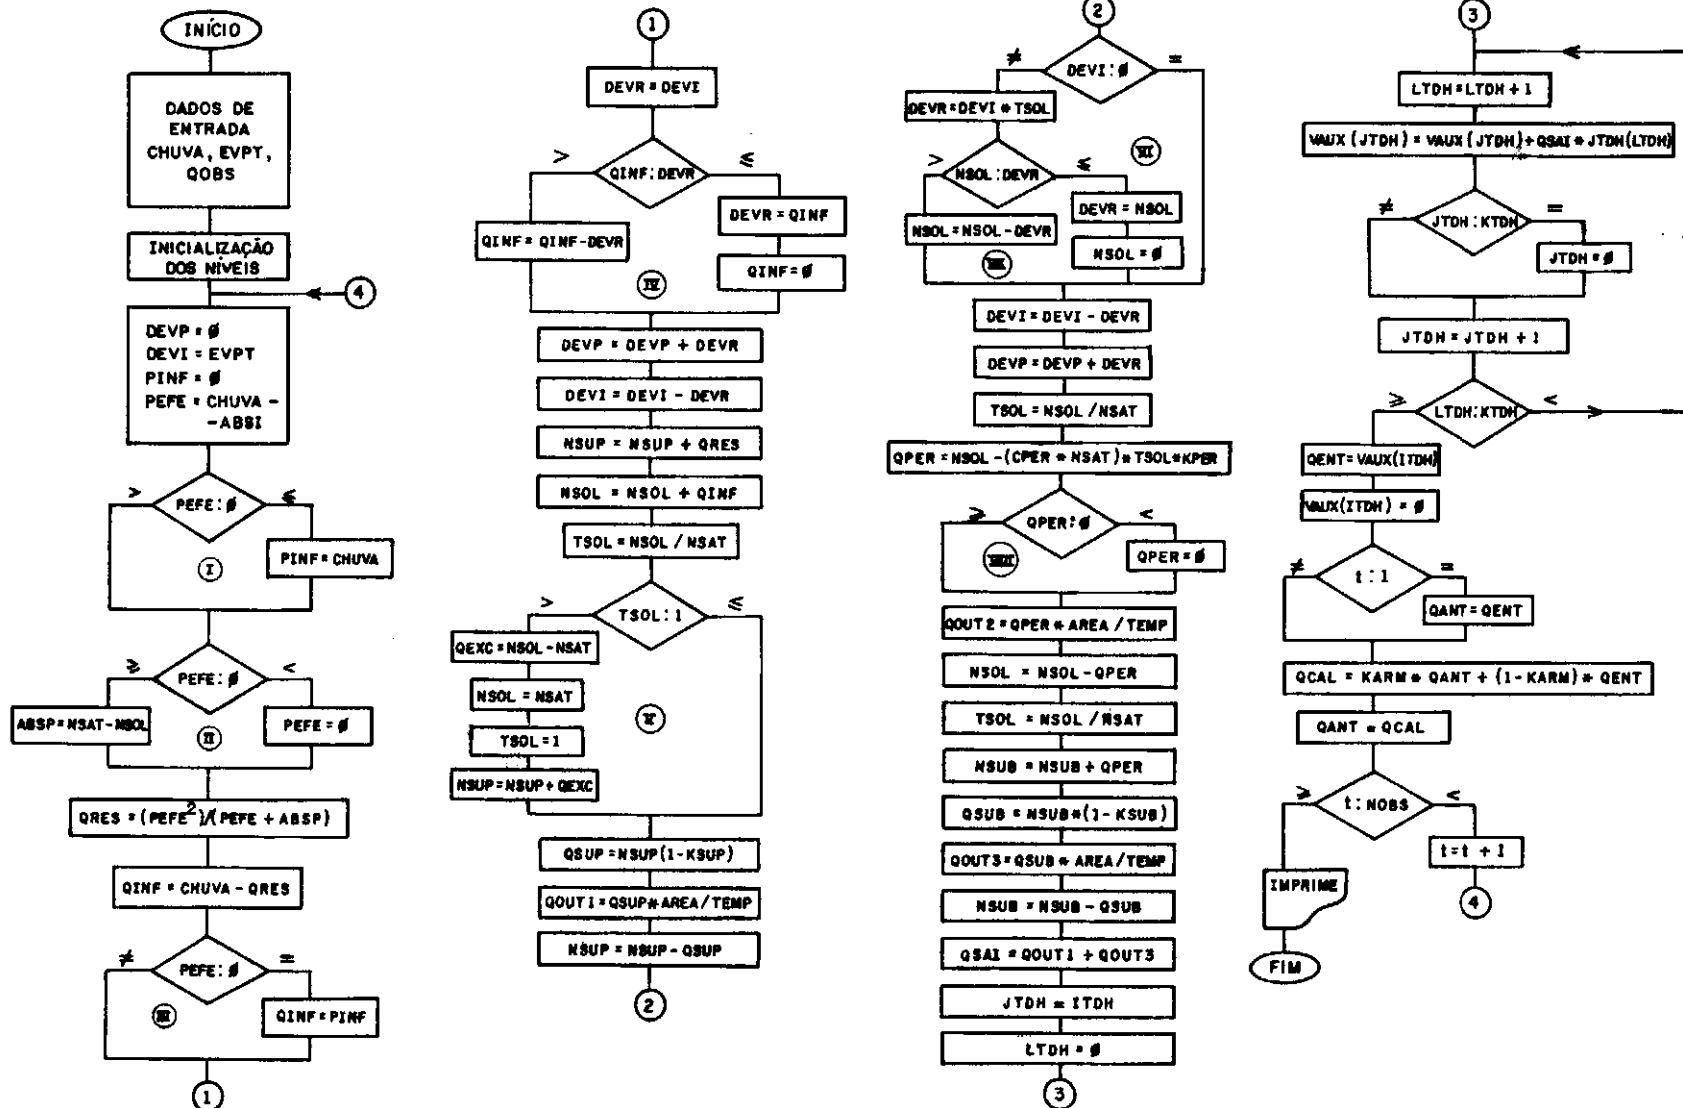 INÍCIO
DADOS DE
ENTRADA
CHUVA, EVPT,
QOBS
INICIALIZAÇÃO
DOS NÍVEIS
4
DEVP = Ø
DEVI = EVPT
PINF = Ø
PEFE = CHUVA -
-ABSI
> PEFE:Ø ≤
PINF = CHUVA
I
≥ PEFE:Ø <
ABSP=NSAT-NSOL
PEFE = Ø
II
QRES = (PEFE²)/(PEFE + ABSP)
QINF = CHUVA - QRES
≠ PEFE:Ø =
QINF = PINF
III
1
1
DEVR = DEVI
> QINF:DEVR ≤
DEVR = QINF
QINF = QINF-DEVR
QINF = Ø
IV
DEVP = DEVP + DEVR
DEVI = DEVI - DEVR
NSUP = NSUP + QRES
NSOL = NSOL + QINF
TSOL = NSOL / NSAT
> TSOL:1 ≤
QEXC = NSOL-NSAT
NSOL = NSAT
V
TSOL = 1
NSUP = NSUP + QEXC
QSUP = NSUP(1-KSUP)
QOUT1 = QSUP * AREA / TEMP
NSUP = NSUP - QSUP
2
2
≠ DEVI:Ø =
DEVR = DEVI * TSOL
VI
> NSOL:DEVR ≤
DEVR = NSOL
NSOL = NSOL-DEVR
NSOL = Ø
DEVI = DEVI - DEVR
DEVP = DEVP + DEVR
TSOL = NSOL / NSAT
QPER = NSOL -(CPER * NSAT) * TSOL*KPER
≥ QPER:Ø <
QPER = Ø
QOUT2 = QPER * AREA / TEMP
NSOL = NSOL-QPER
TSOL = NSOL / NSAT
NSUB = NSUB + QPER
QSUB = NSUB*(1-KSUB)
QOUT3 = QSUB * AREA/TEMP
NSUB = NSUB - QSUB
QSAI = QOUT1 + QOUT3
JTDH = ITDH
LTDH = Ø
3
3
LTDH = LTDH + 1
VAUX (JTDH) = VAUX (JTDH) + QSAI * JTDH(LTDH)
≠ JTDH:KTDH =
JTDH = Ø
JTDH = JTDH + 1
≥ LTDH:KTDH <
QENT = VAUX(ITDH)
VAUX(ITDH) = Ø
≠ t:1 =
QANT = QENT
QCAL = KARM * QANT + (1-KARM) * QENT
QANT = QCAL
≥ t:NOBS <
t = t + 1
IMPRIME
4
FIM